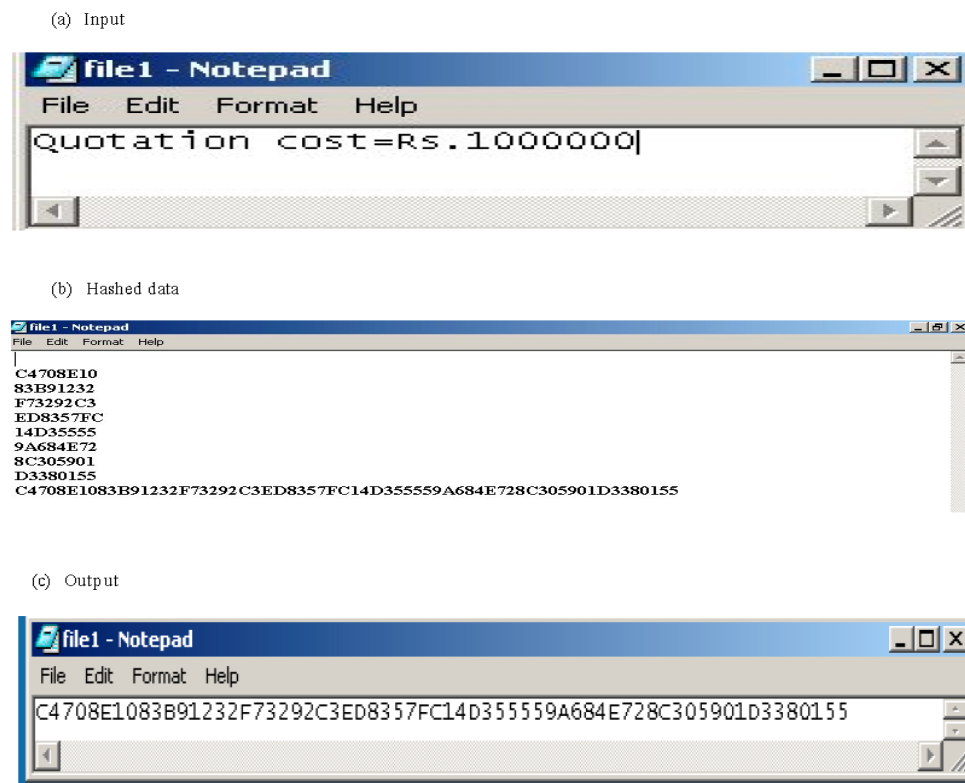 (a) Input
file1 - Notepad
File Edit Format Help
Quotation cost=Rs.1000000
(b) Hashed data
file1 - Notepad
File Edit Format Help
C4708E10
83B91232
F73292C3
ED8357FC
14D35555
9A684E72
8C305901
D3380155
C4708E1083B91232F73292C3ED8357FC14D355559A684E728C305901D3380155
(c) Output
file1 - Notepad
File Edit Format Help
C4708E1083B91232F73292C3ED8357FC14D355559A684E728C305901D3380155